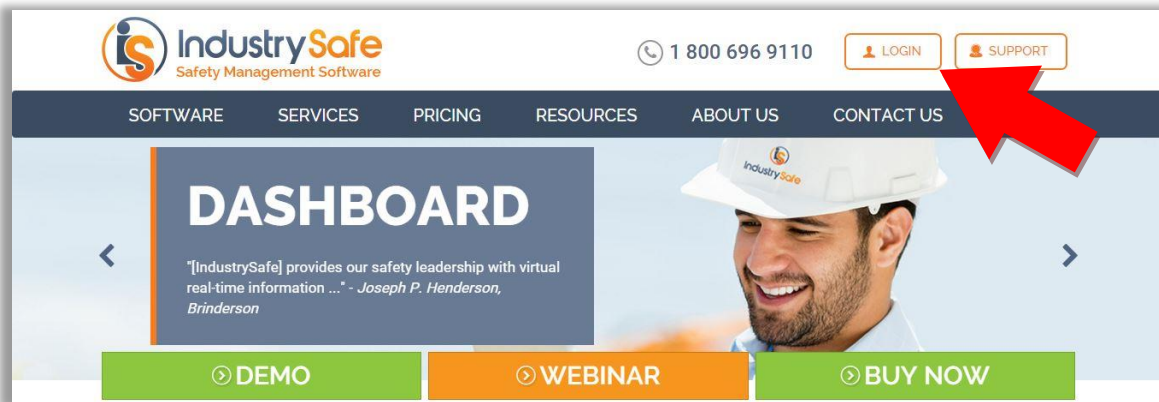 IndustrySafe
Safety Management Software
1 800 696 9110
LOGIN
SUPPORT
SOFTWARE SERVICES PRICING RESOURCES ABOUT US CONTACT US
IndustrySafe
DASHBOARD
"[IndustrySafe] provides our safety leadership with virtual
real-time information ..." - Joseph P. Henderson,
Brinderson
DEMO
WEBINAR
BUY NOW